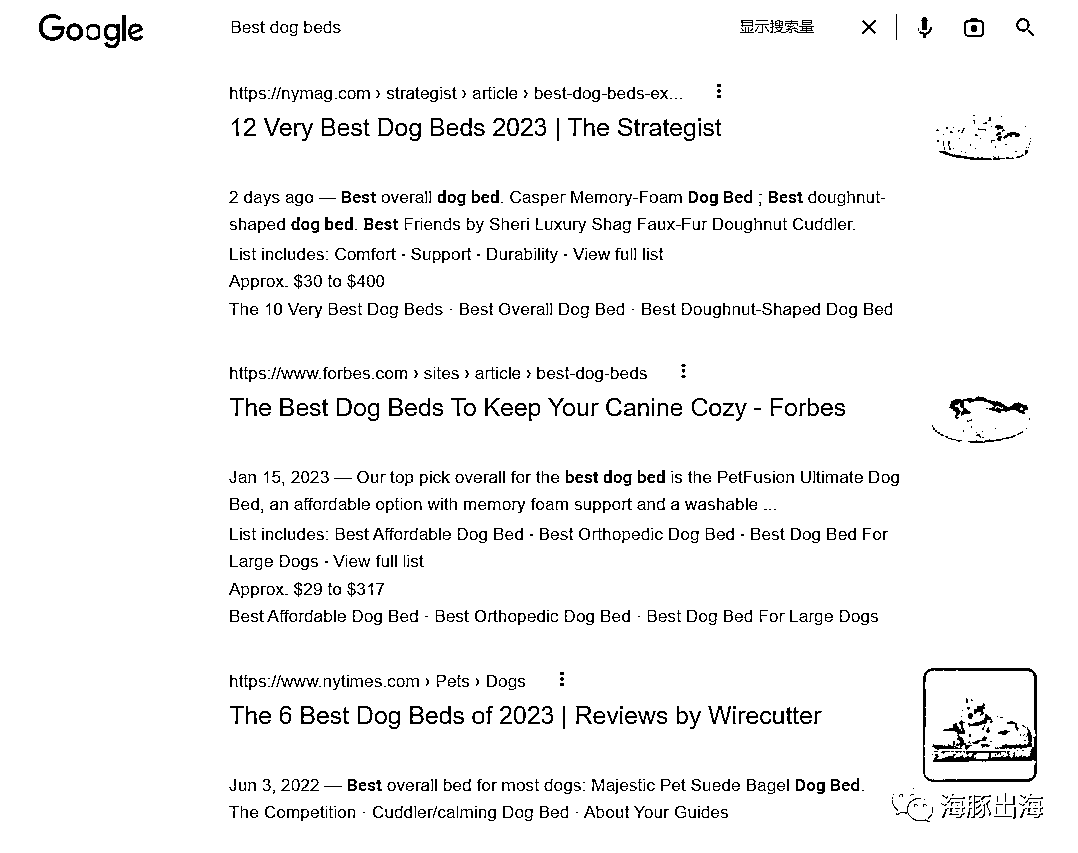 Google
Best dog beds
显示搜索量
https://nymag.com › strategist › article › best-dog-beds-ex...
12 Very Best Dog Beds 2023 | The Strategist
2 days ago — Best overall dog bed. Casper Memory-Foam Dog Bed ; Best doughnut-
shaped dog bed. Best Friends by Sheri Luxury Shag Faux-Fur Doughnut Cuddler.
List includes: Comfort · Support · Durability · View full list
Approx. $30 to $400
The 10 Very Best Dog Beds · Best Overall Dog Bed · Best Doughnut-Shaped Dog Bed
https://www.forbes.com › sites › article › best-dog-beds
The Best Dog Beds To Keep Your Canine Cozy - Forbes
Jan 15, 2023 — Our top pick overall for the best dog bed is the PetFusion Ultimate Dog
Bed, an affordable option with memory foam support and a washable ...
List includes: Best Affordable Dog Bed · Best Orthopedic Dog Bed · Best Dog Bed For
Large Dogs · View full list
Approx. $29 to $317
Best Affordable Dog Bed · Best Orthopedic Dog Bed · Best Dog Bed For Large Dogs
https://www.nytimes.com › Pets › Dogs
The 6 Best Dog Beds of 2023 | Reviews by Wirecutter
Jun 3, 2022 — Best overall bed for most dogs: Majestic Pet Suede Bagel Dog Bed.
The Competition · Cuddler/calming Dog Bed · About Your Guides
海豚出海